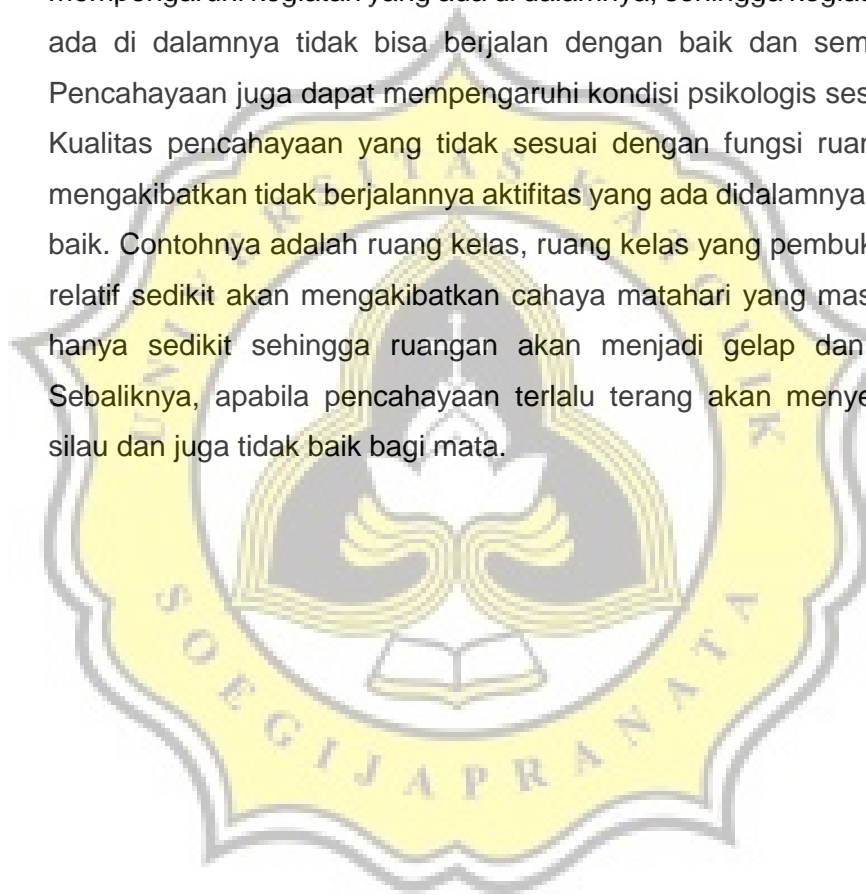 ada di dalamnya tidak bisa berjalan dengan baik dan sem
Pencahayaan juga dapat mempengaruhi kondisi psikologis ses
Kualitas pencahayaan yang tidak sesuai dengan fungsi ruan
mengakibatkan tidak berjalannya aktifitas yang ada didalamnya
baik. Contohnya adalah ruang kelas, ruang kelas yang pembuk
relatif sedikit akan mengakibatkan cahaya matahari yang mas
hanya sedikit sehingga ruangan akan menjadi gelap dan
Sebaliknya, apabila pencahayaan terlalu terang akan menye
silau dan juga tidak baik bagi mata.
UNIVERSITAS KATOLIK
SOEGIJAPRANATA